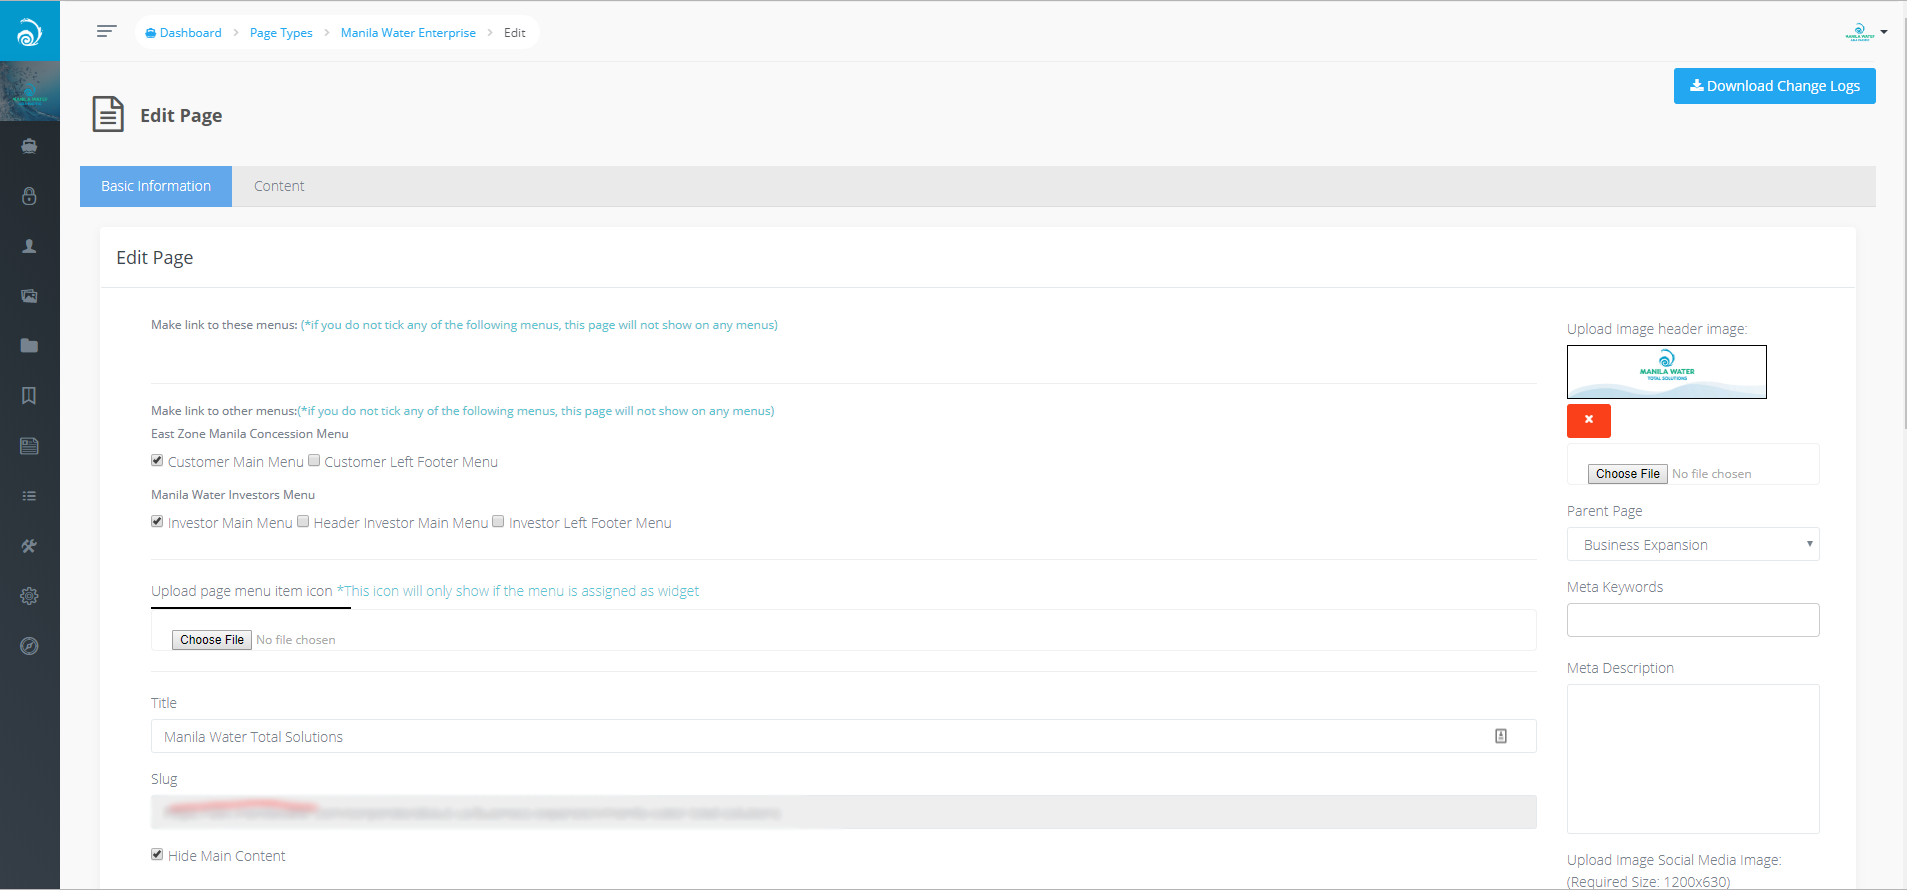 Dashboard > Page Types > Manila Water Enterprise > Edit
Download Change Logs
Edit Page
Basic Information
Content
Edit Page
Make link to these menus: (*if you do not tick any of the following menus, this page will not show on any menus)
Make link to other menus:(*if you do not tick any of the following menus, this page will not show on any menus)
East Zone Manila Concession Menu
Customer Main Menu Customer Left Footer Menu
Manila Water Investors Menu
Investor Main Menu Header Investor Main Menu Investor Left Footer Menu
Upload page menu item icon *This icon will only show if the menu is assigned as widget
Choose File No file chosen
Title
Manila Water Total Solutions
Slug
Hide Main Content
Upload Image header image:
MANILA WATER
TOTAL SOLUTIONS
Choose File No file chosen
Parent Page
Business Expansion
Meta Keywords
Meta Description
Upload Image Social Media Image:
(Required Size: 1200x630)